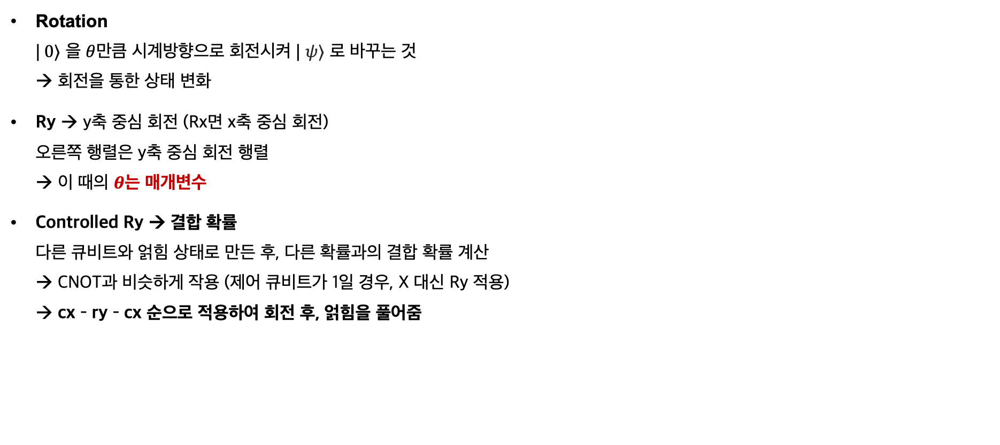 • Rotation
| 0⟩ 을 θ만큼 시계방향으로 회전시켜 | ψ⟩ 로 바꾸는 것
→ 회전을 통한 상태 변화
• Ry → y축 중심 회전 (Rx면 x축 중심 회전)
오른쪽 행렬은 y축 중심 회전 행렬
→ 이 때의 θ는 매개변수
• Controlled Ry → 결합 확률
다른 큐비트와 얽힘 상태로 만든 후, 다른 확률과의 결합 확률 계산
→ CNOT과 비슷하게 작용 (제어 큐비트가 1일 경우, X 대신 Ry 적용)
→ cx - ry - cx 순으로 적용하여 회전 후, 얽힘을 풀어줌